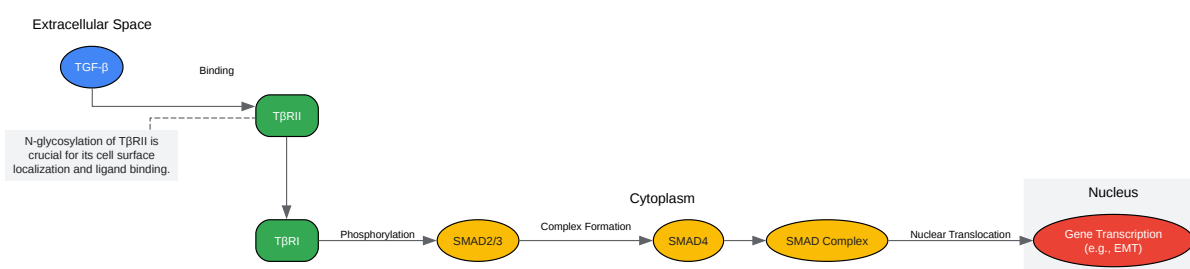 Extracellular Space
TGF-β
Binding
TβRII
N-glycosylation of TβRII is
crucial for its cell surface
localization and ligand binding.
Cytoplasm
Nucleus
TβRI
Phosphorylation
SMAD2/3
Complex Formation
SMAD4
SMAD Complex
Nuclear Translocation
Gene Transcription
(e.g., EMT)